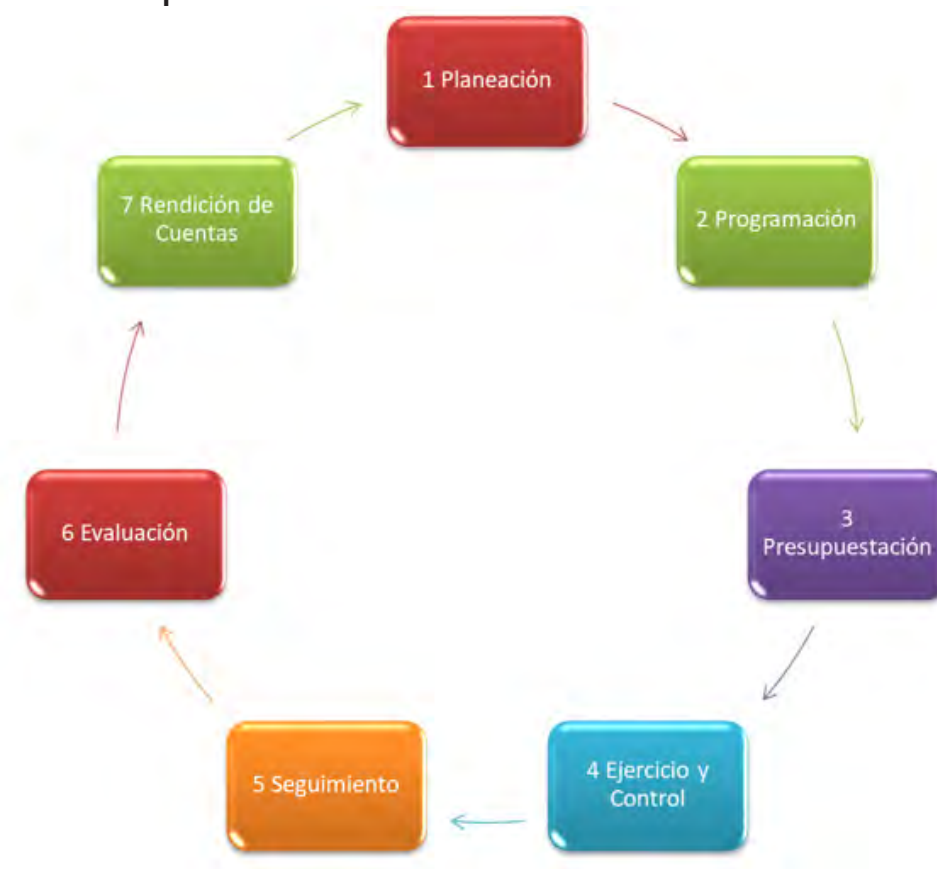 1 Planeación
2 Programación
3
Presupuestación
4 Ejercicio y
Control
5 Seguimiento
6 Evaluación
7 Rendición de
Cuentas